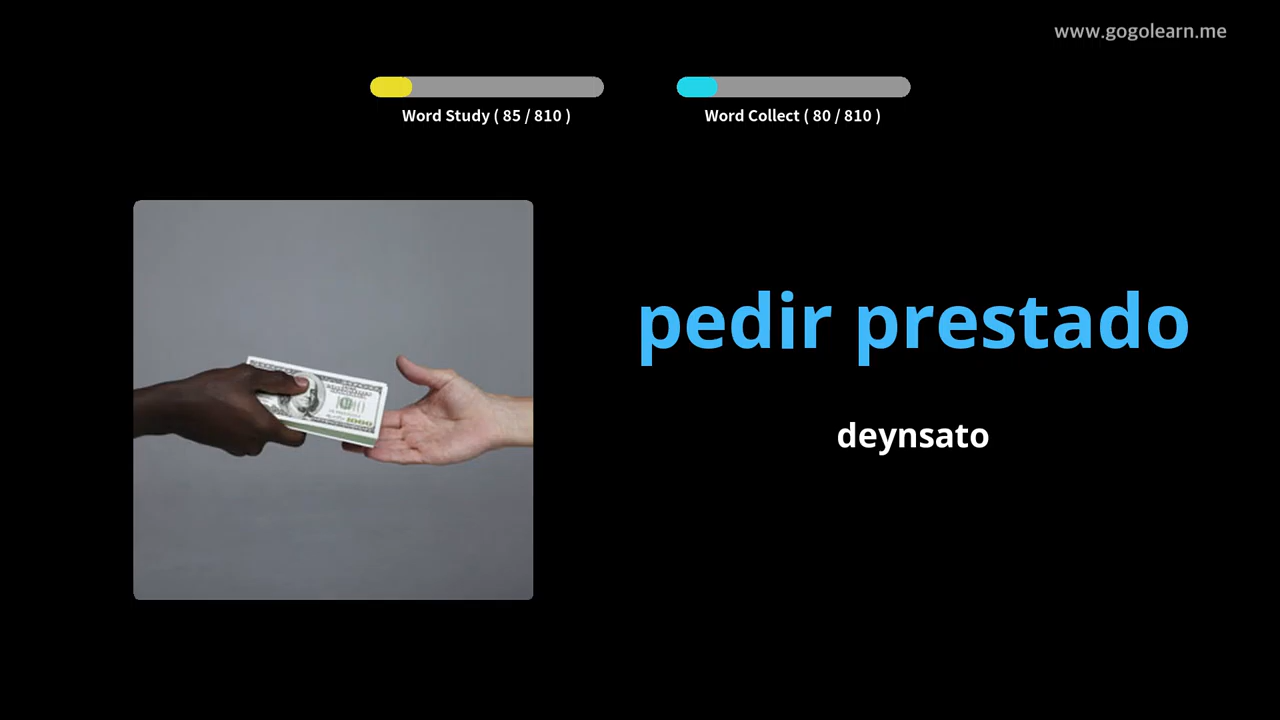 www.gogolearn.me
Word Study ( 85 / 810 )
Word Collect ( 80 / 810 )
pedir prestado
deynsato